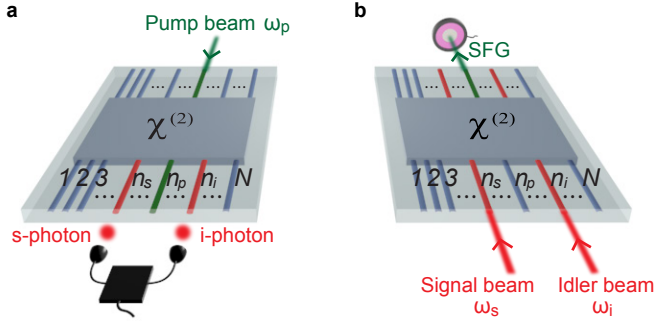 a
Pump beam ω_p
... ... ...
χ^(2)
1 2 3 n_s n_p n_i N
... ... ... ...
s-photon
i-photon
b
SFG
... ... ...
χ^(2)
1 2 3 n_s n_p n_i N
... ... ... ...
Signal beam
ω_s
Idler beam
ω_i